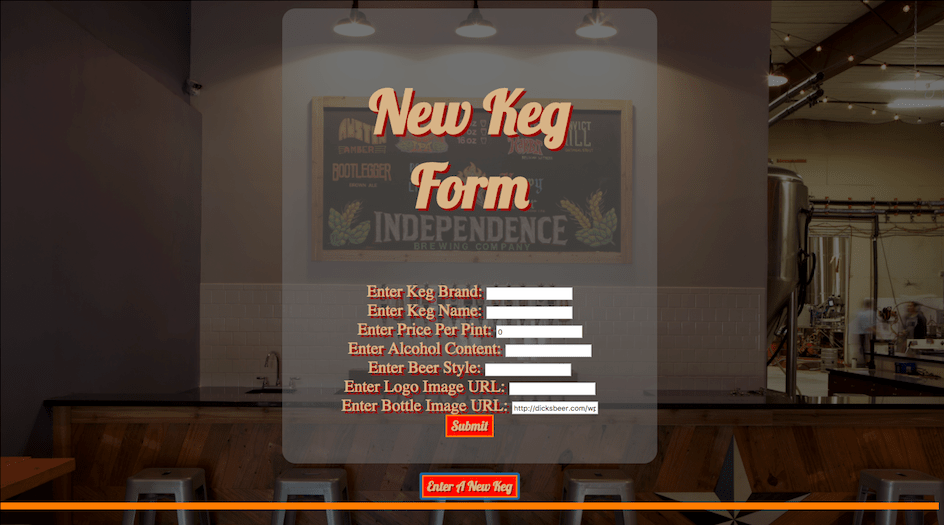 New Keg
Form
BOOTLEGGER
INDEPENDENCE
BREWING COMPANY
Enter Keg Brand:
Enter Keg Name:
Enter Price Per Pint: 0
Enter Alcohol Content:
Enter Beer Style:
Enter Logo Image URL:
Enter Bottle Image URL: http://dicksbeer.com/wp
Submit
Enter A New Keg